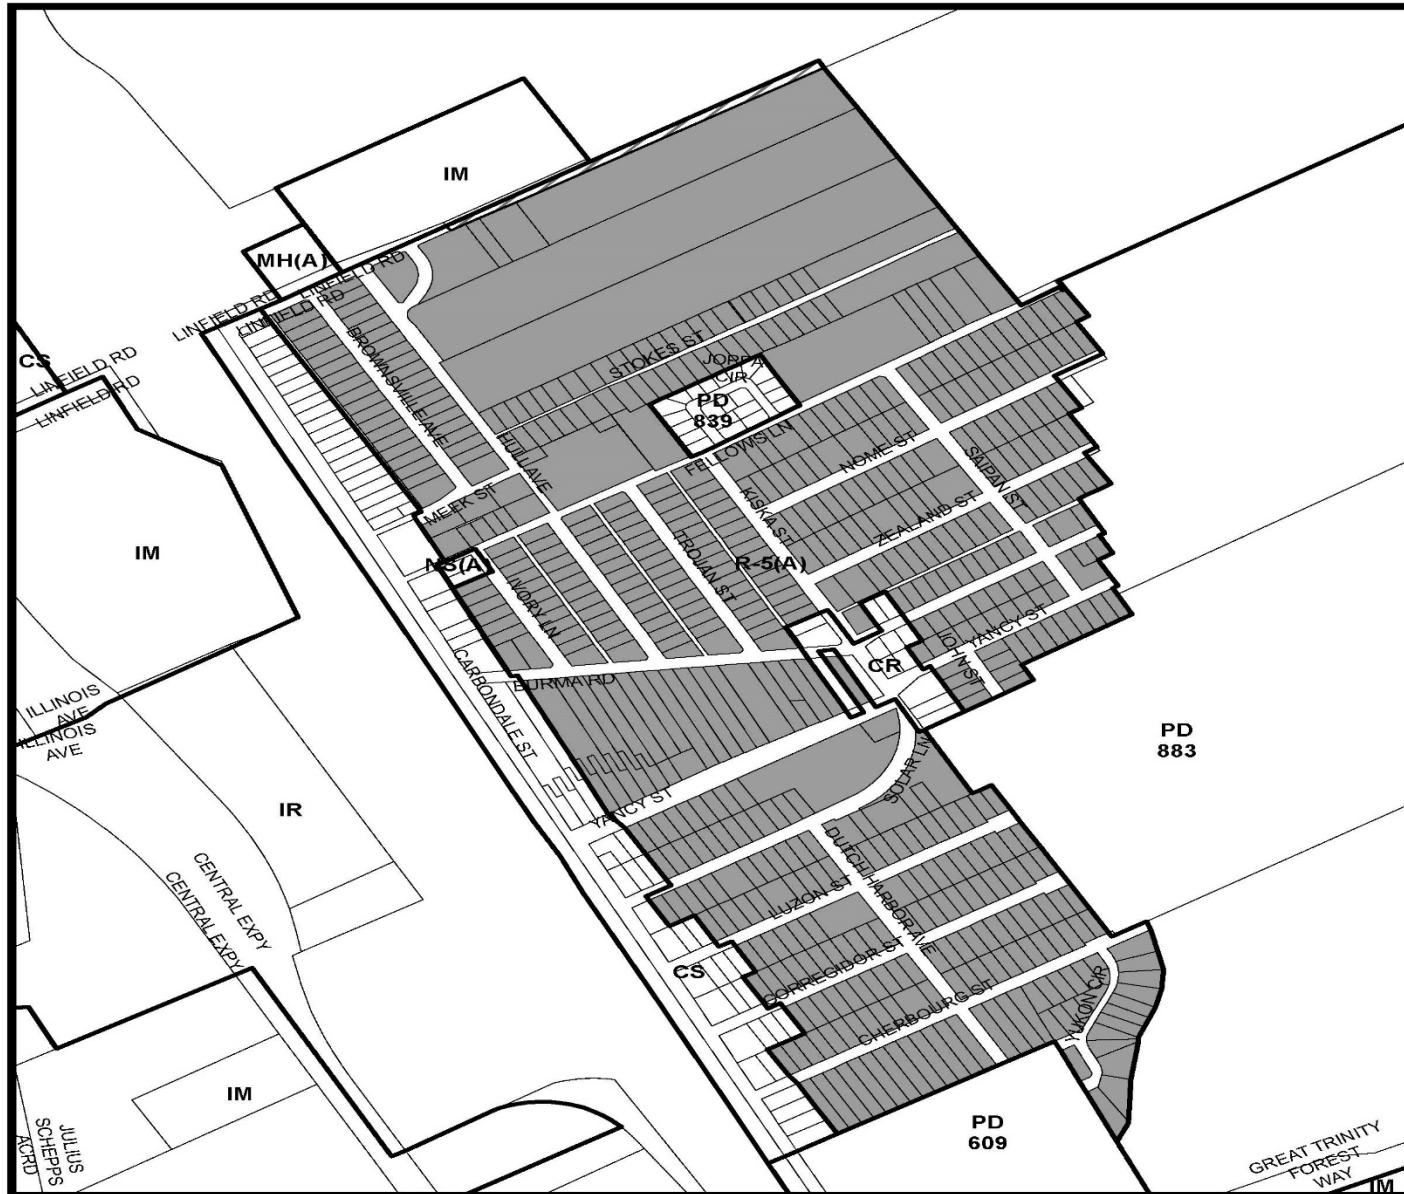 IM
MH(A)
LINFIELD RD
LINFIELD RD
LINFIELD RD
CS
LINFIELD RD
LINFIELD RD
BROWNSVILLE AVE
STOKES ST
JOPPA
CIR
PD
839
HULL AVE
FELLOWS LN
NOME ST
SAIPAN ST
MEEK ST
KISKA ST
ZEALAND ST
IM
NS(A)
IVORY LN
TROJAN ST
R-5(A)
YANCY ST
JOHN ST
CR
BURMA RD
CARBONDALE ST
ILLINOIS
AVE
ILLINOIS
AVE
PD
883
SOLAR LN
IR
YANCY ST
DUTCH HARBOR AVE
LUZON ST
CENTRAL EXPY
CENTRAL EXPY
CS
CORREGIDOR ST
CHERBOURG ST
YUKON CIR
IM
PD
609
JULIUS
SCHEPPS
ACRD
GREAT TRINITY
FOREST
WAY
IM